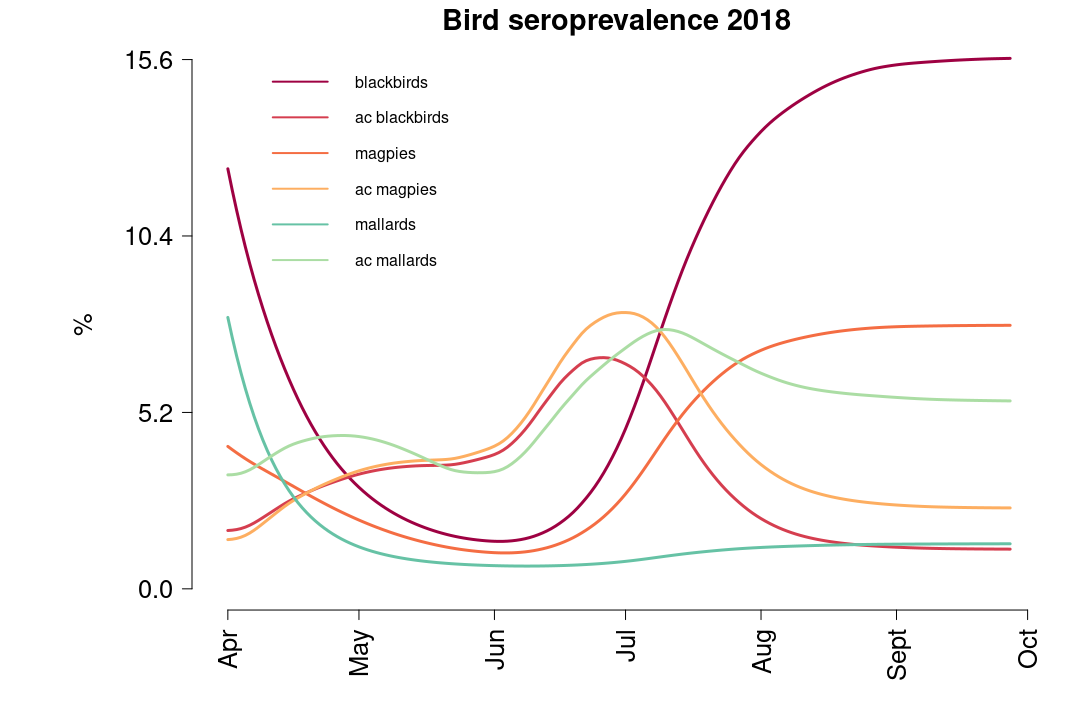 Bird seroprevalence 2018
15.6
10.4
5.2
0.0
%
blackbirds
ac blackbirds
magpies
ac magpies
mallards
ac mallards
Apr
May
Jun
Jul
Aug
Sept
Oct